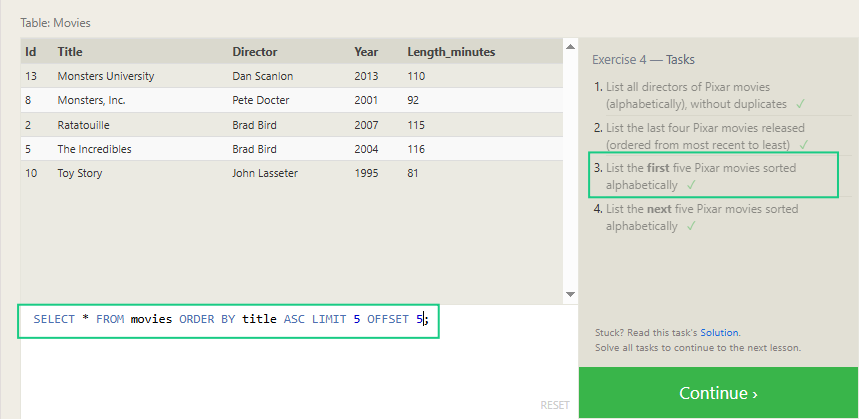 Table: Movies
Id Title Director Year Length_minutes
13 Monsters University Dan Scanlon 2013 110
8 Monsters, Inc. Pete Docter 2001 92
2 Ratatouille Brad Bird 2007 115
5 The Incredibles Brad Bird 2004 116
10 Toy Story John Lasseter 1995 81
SELECT * FROM movies ORDER BY title ASC LIMIT 5 OFFSET 5;
RESET
Exercise 4 — Tasks
1. List all directors of Pixar movies
(alphabetically), without duplicates ✓
2. List the last four Pixar movies released
(ordered from most recent to least) ✓
3. List the first five Pixar movies sorted
alphabetically ✓
4. List the next five Pixar movies sorted
alphabetically ✓
Stuck? Read this task's Solution.
Solve all tasks to continue to the next lesson.
Continue ›